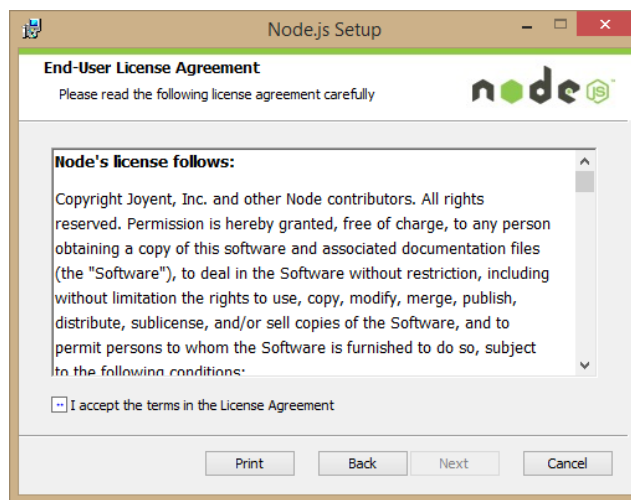 Node.js Setup
End-User License Agreement
Please read the following license agreement carefully
node JS™
Node's license follows:
Copyright Joyent, Inc. and other Node contributors. All rights
reserved. Permission is hereby granted, free of charge, to any person
obtaining a copy of this software and associated documentation files
(the "Software"), to deal in the Software without restriction, including
without limitation the rights to use, copy, modify, merge, publish,
distribute, sublicense, and/or sell copies of the Software, and to
permit persons to whom the Software is furnished to do so, subject
to the following conditions:
I accept the terms in the License Agreement
Print Back Next Cancel